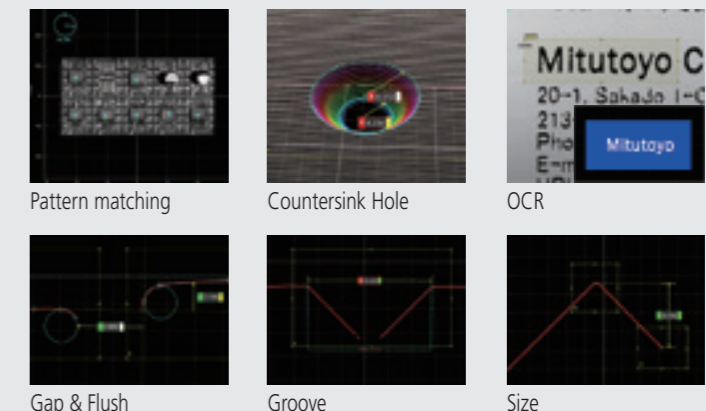 Mitutoyo C
20-1, Sakado 1-C
213
Pho
E-m
Mitutoyo
Pattern matching
Countersink Hole
OCR
Gap & Flush
Groove
Size